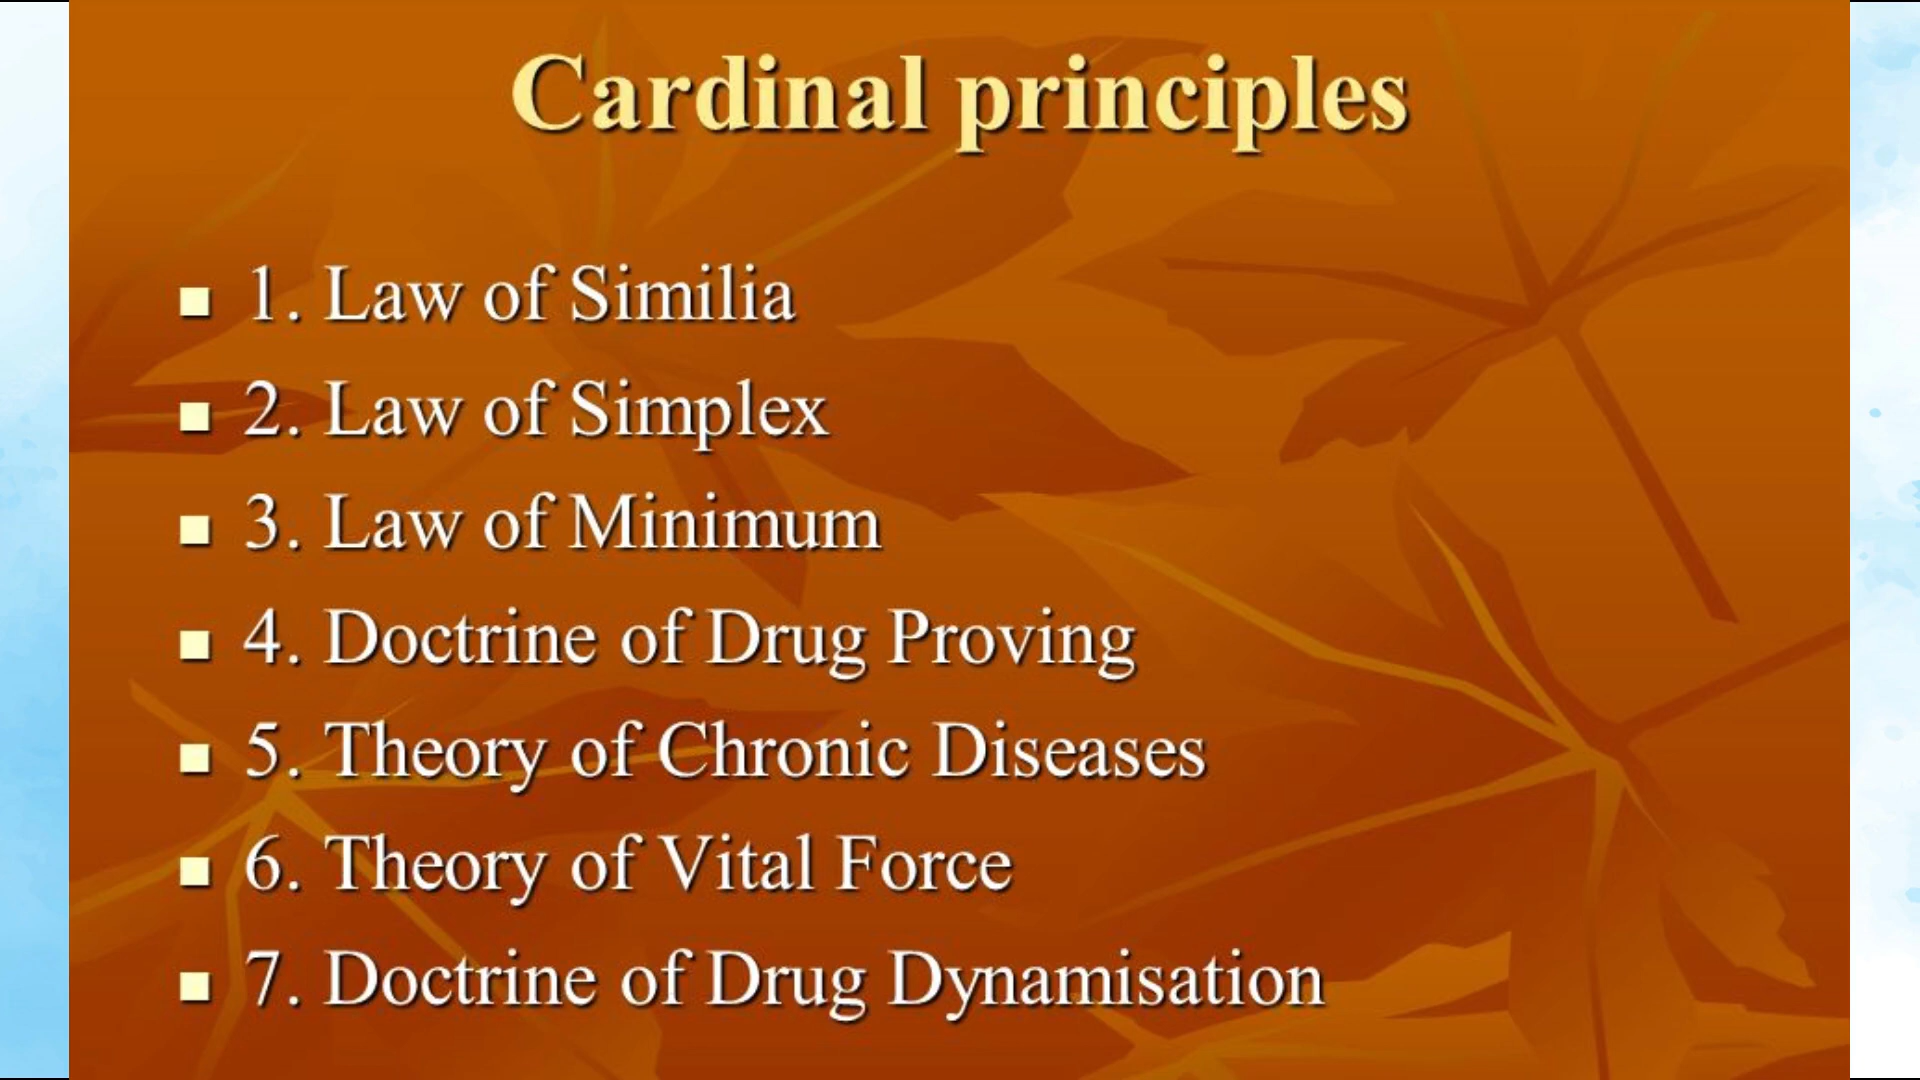 Cardinal principles
1. Law of Similia
2. Law of Simplex
3. Law of Minimum
4. Doctrine of Drug Proving
5. Theory of Chronic Diseases
6. Theory of Vital Force
7. Doctrine of Drug Dynamisation